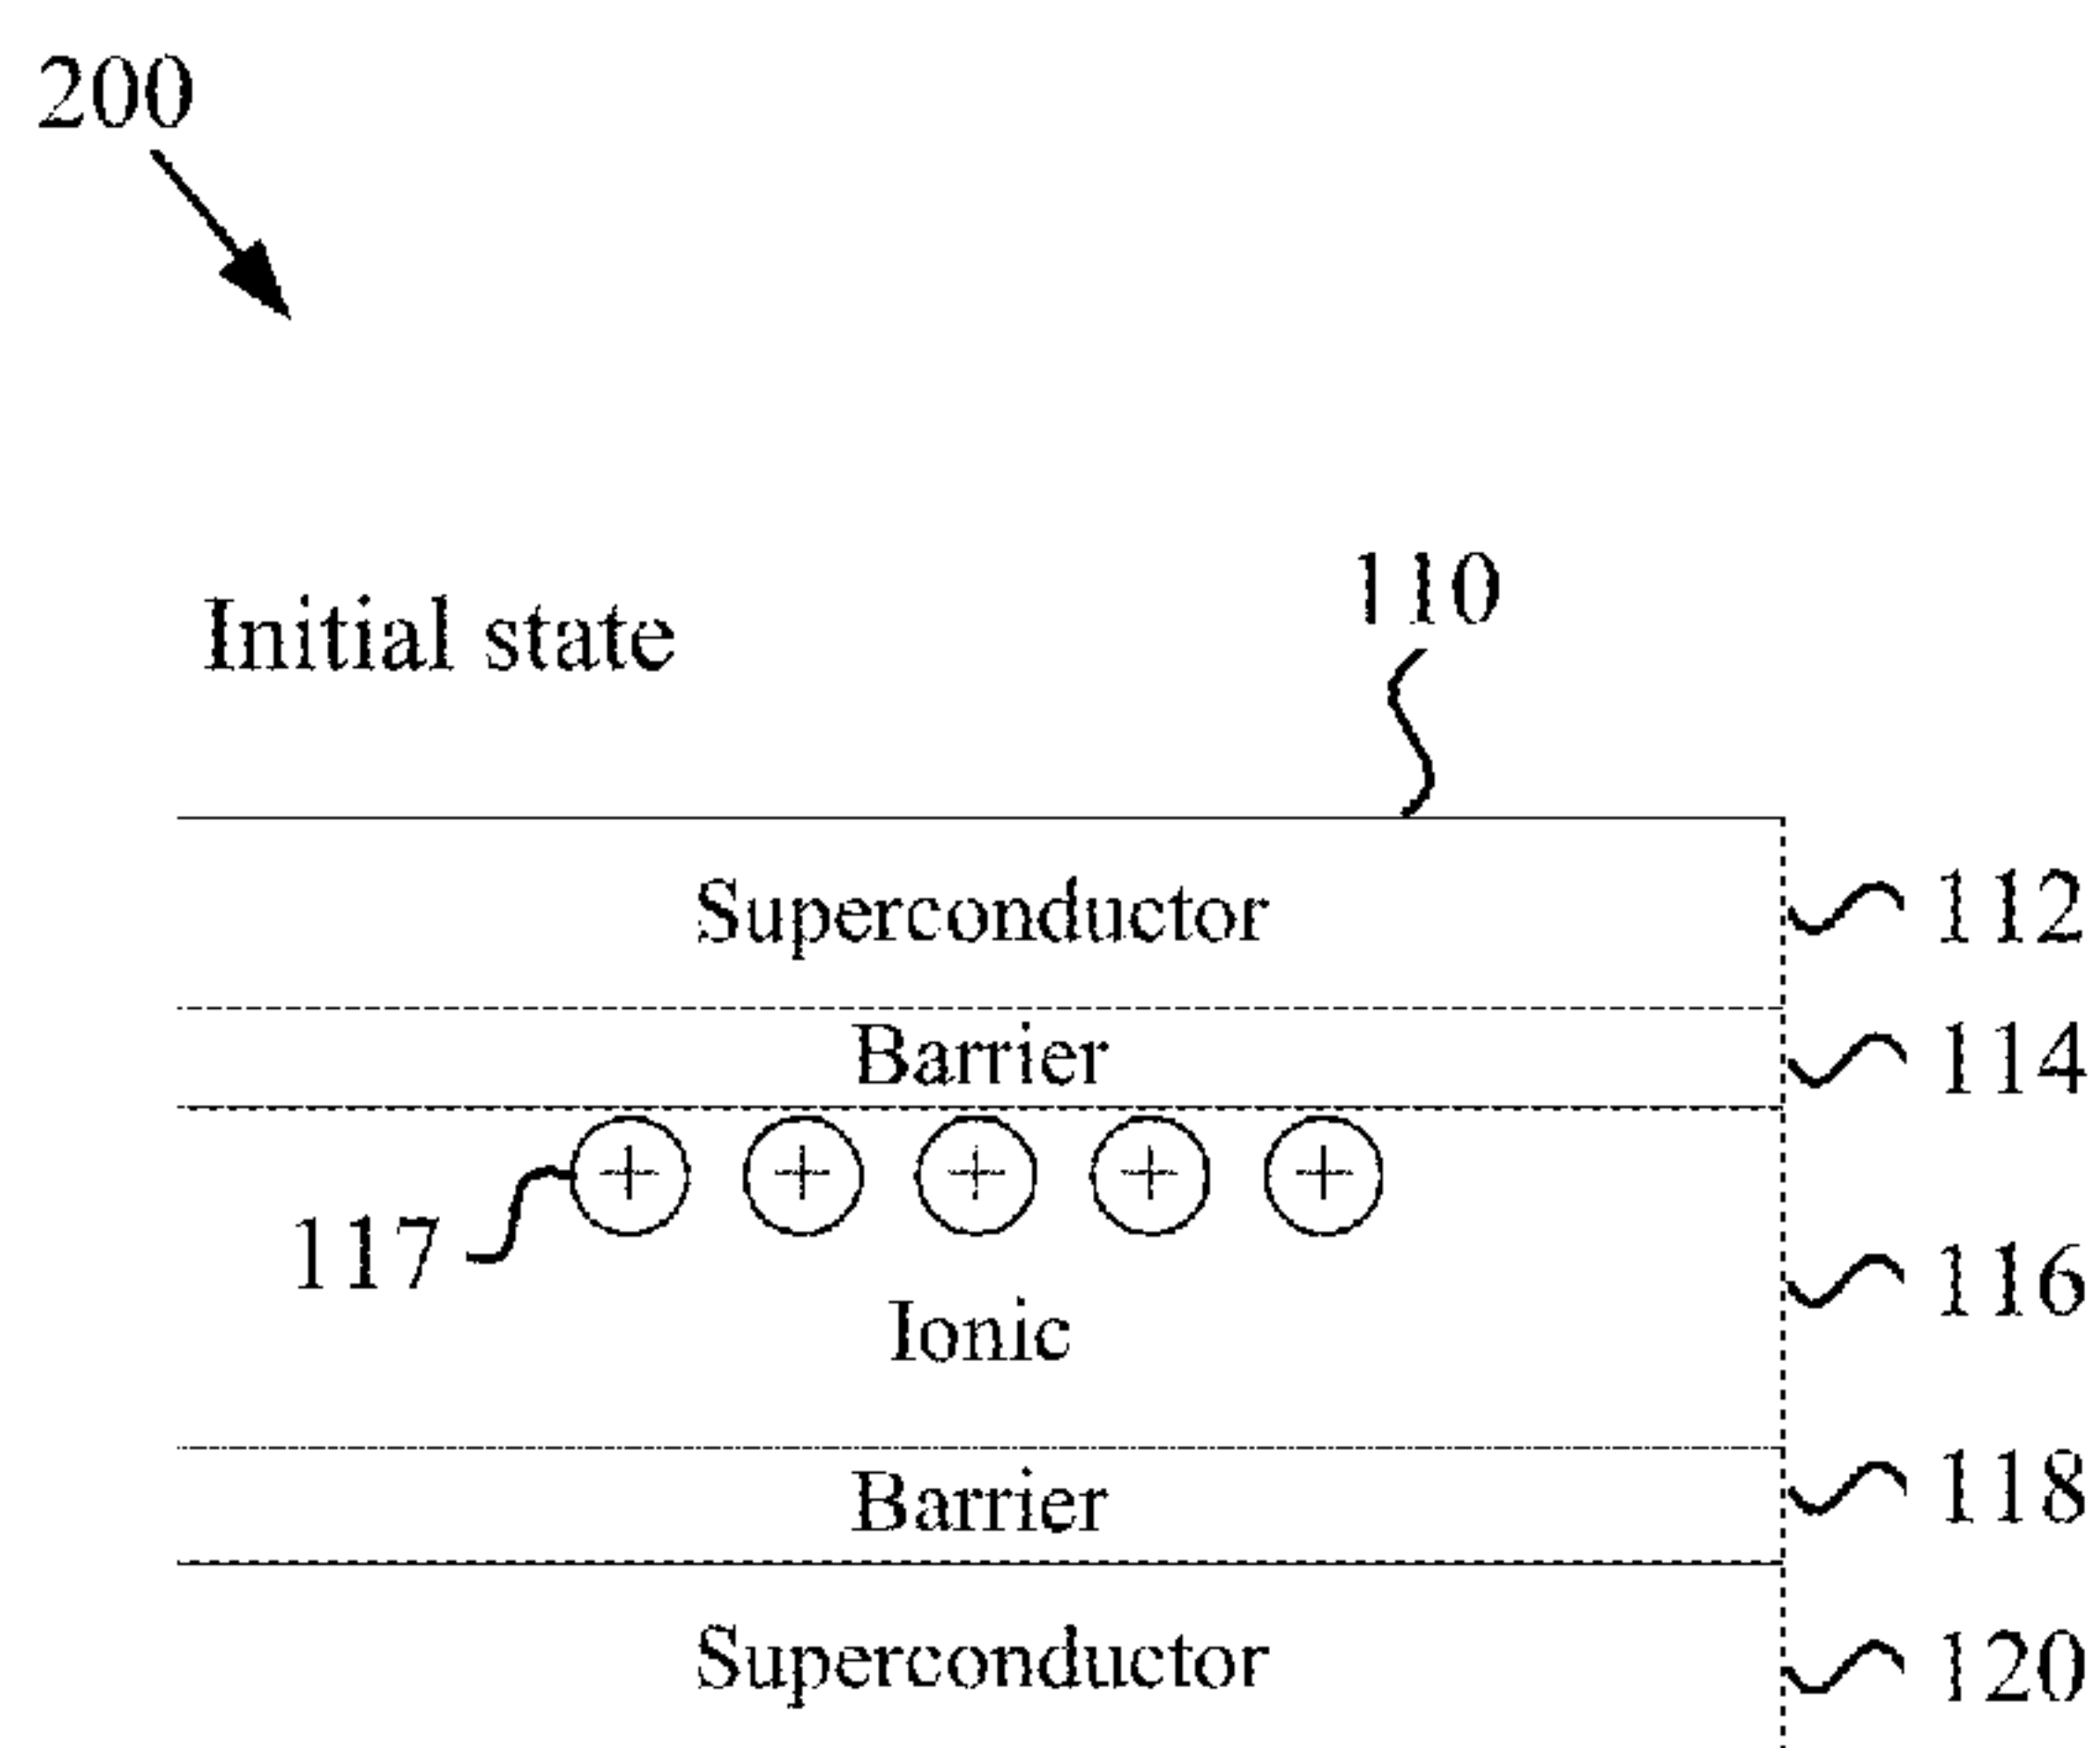 200
Initial state
110
Superconductor
112
Barrier
114
+ + + + +
117
116
Ionic
Barrier
118
Superconductor
120